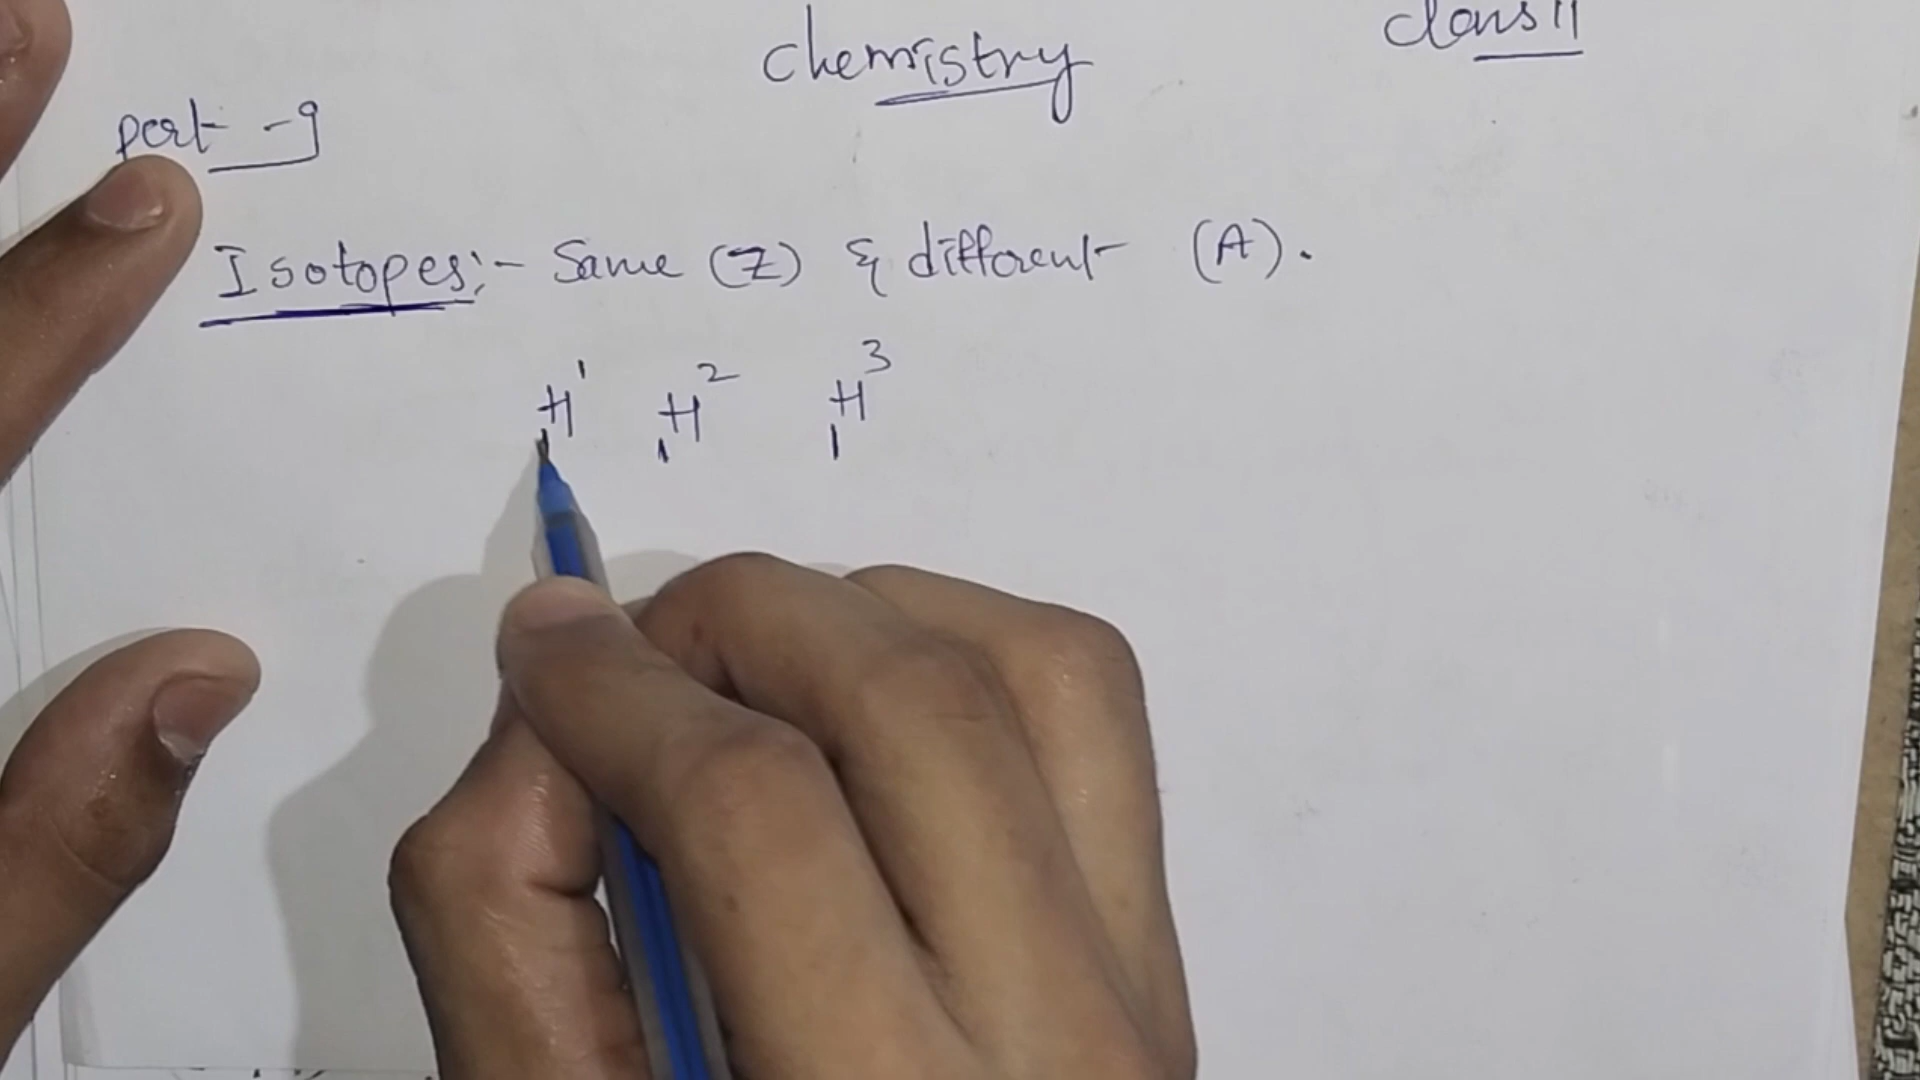 chemistry
Class 11
part - 9
Isotopes:- Same (Z) & different (A).
₁H¹ ₁H² ₁H³